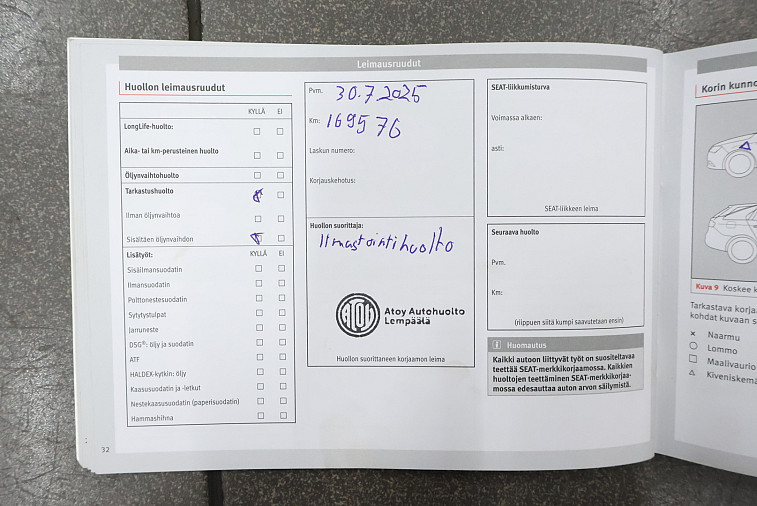 Leimausruudut
Huollon leimausruudut
KYLLÄ EI
LongLife-huolto:
Aika- tai km-perusteinen huolto
Öljynvaihtohuolto
Tarkastushuolto
Ilman öljynvaihtoa
Sisältäen öljynvaihdon
Lisätyöt: KYLLÄ EI
Sisäilmansuodatin
Ilmansuodatin
Polttonestesuodatin
Sytytystulpat
Jarruneste
DSG®: öljy ja suodatin
ATF
HALDEX-kytkin: öljy
Kaasusuodatin ja -letkut
Nestekaasusuodatin (paperisuodatin)
Hammashihna
32
Pvm. 30.7.2025
Km: 169576
Laskun numero:
Korjauskehotus:
Huollon suorittaja:
Ilmastointihuolto
ATOY
Atoy Autohuolto
Lempäälä
Huollon suorittaneen korjaamon leima
SEAT-liikkumisturva
Voimassa alkaen:
asti:
SEAT-liikkeen leima
Seuraava huolto
Pvm.
Km:
(riippuen siitä kumpi saavutetaan ensin)
i Huomautus
Kaikki autoon liittyvät työt on suositeltavaa
teettää SEAT-merkkikorjaamossa. Kaikkien
huoltojen teettäminen SEAT-merkkikorjaa-
mossa edesauttaa auton arvon säilymistä.
Korin kunno
Kuva 9 Koskee k
Tarkastava korja
kohdat kuvaan s
× Naarmu
○ Lommo
□ Maalivaurio
△ Kiveniskemä